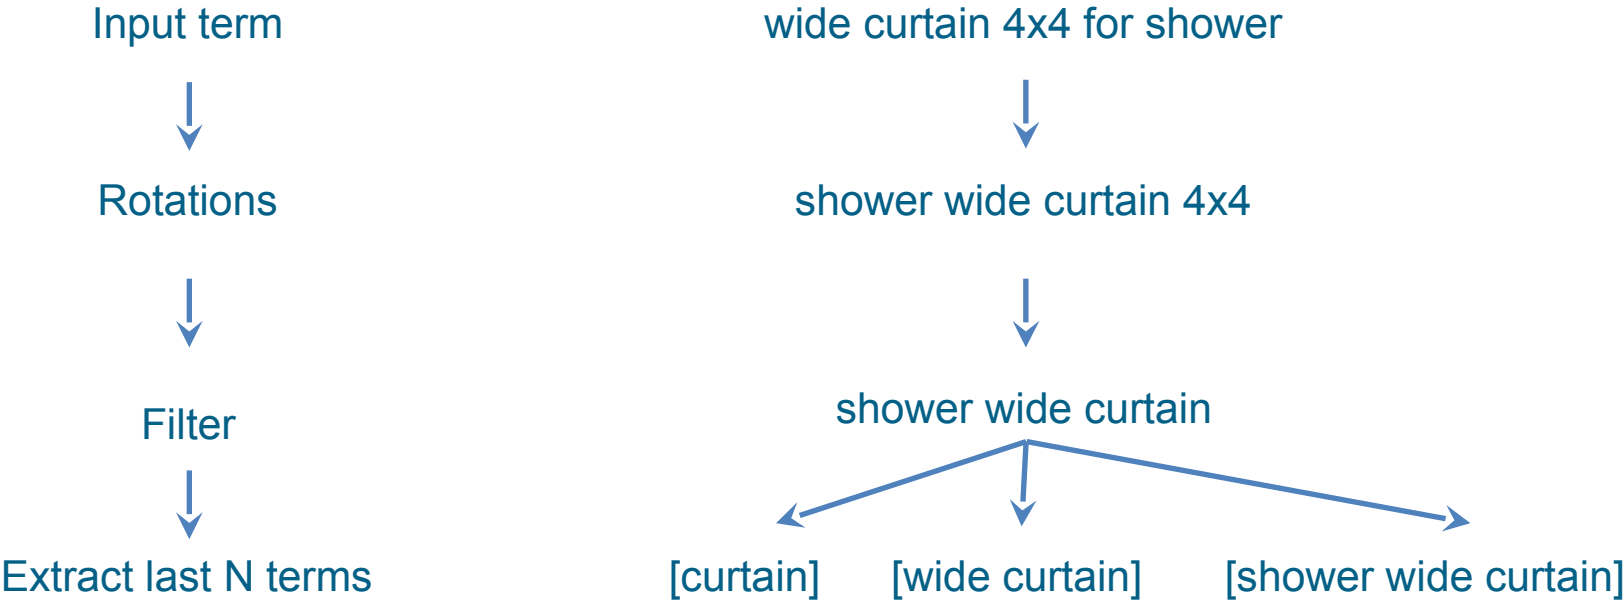 Input term
wide curtain 4x4 for shower
Rotations
shower wide curtain 4x4
Filter
shower wide curtain
Extract last N terms
[curtain]
[wide curtain]
[shower wide curtain]